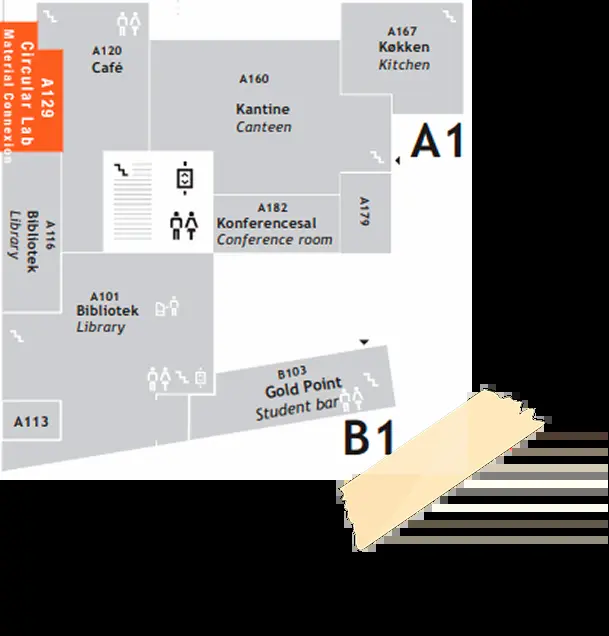 A167
Køkken
Kitchen
A120
Café
A160
Kantine
Canteen
Circular Lab
Material Connexion
A129
A1
A116
Bibliotek
Library
A182
Konferencesal
Conference room
A179
A101
Bibliotek
Library
B103
Gold Point
Student bar
A113
B1